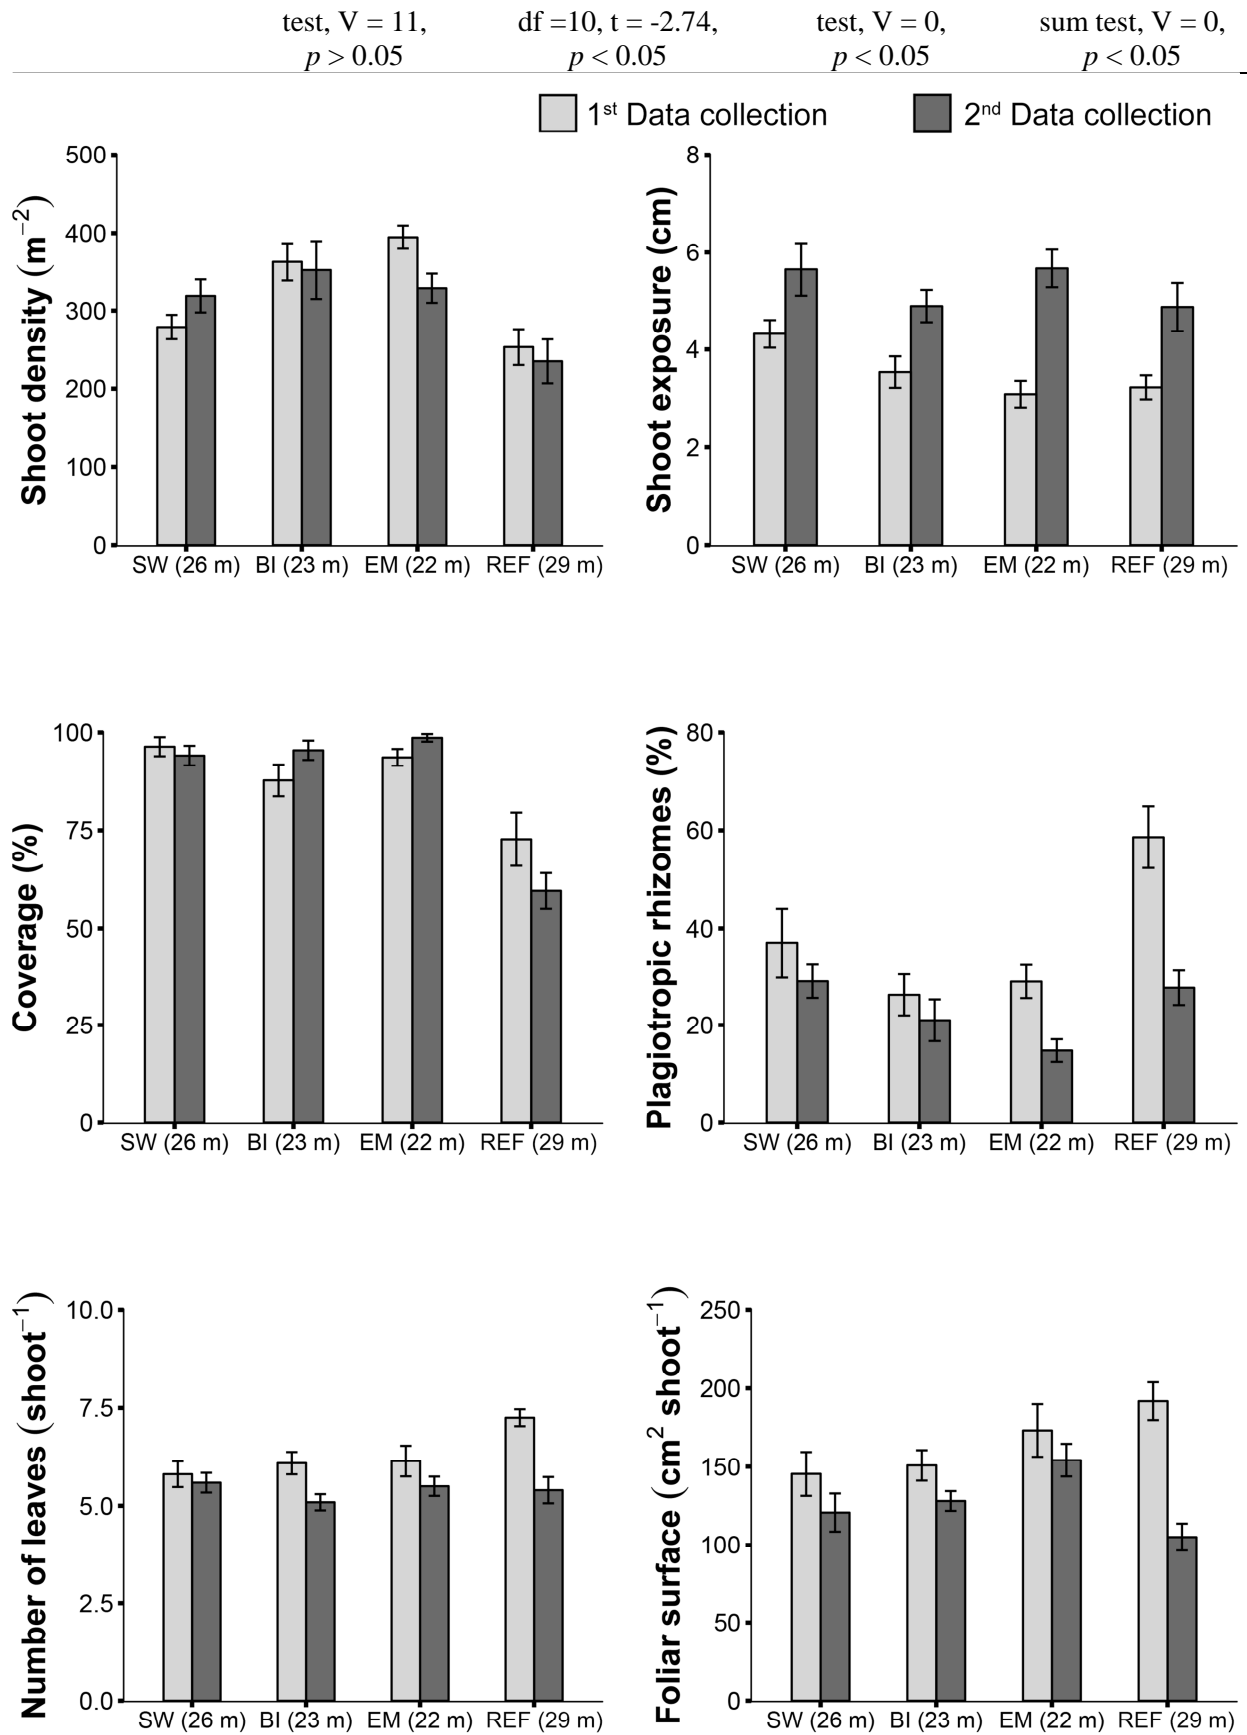 test, V = 11, df =10, t = -2.74, test, V = 0, sum test, V = 0,
p > 0.05 p < 0.05 p < 0.05 p < 0.05
1st Data collection 2nd Data collection
Shoot density (m−2)
500
400
300
200
100
0
SW (26 m) BI (23 m) EM (22 m) REF (29 m)
Shoot exposure (cm)
8
6
4
2
0
SW (26 m) BI (23 m) EM (22 m) REF (29 m)
Coverage (%)
100
75
50
25
0
SW (26 m) BI (23 m) EM (22 m) REF (29 m)
Plagiotropic rhizomes (%)
80
60
40
20
0
SW (26 m) BI (23 m) EM (22 m) REF (29 m)
Number of leaves (shoot−1)
10.0
7.5
5.0
2.5
0.0
SW (26 m) BI (23 m) EM (22 m) REF (29 m)
Foliar surface (cm2 shoot−1)
250
200
150
100
50
0
SW (26 m) BI (23 m) EM (22 m) REF (29 m)